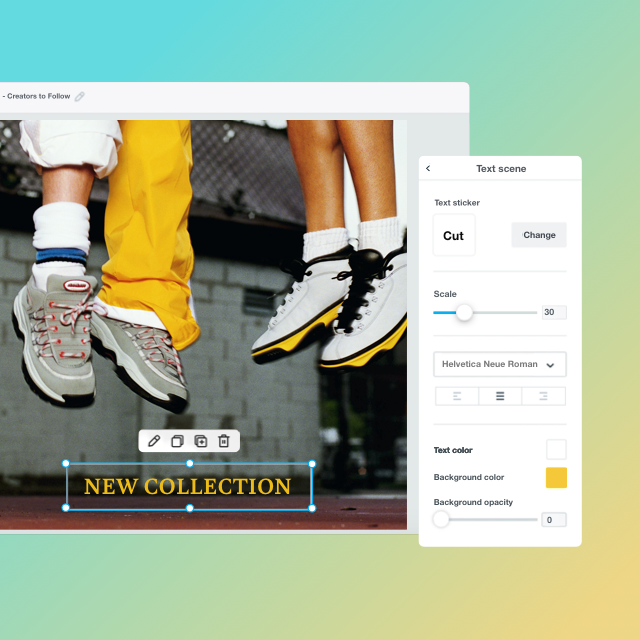 - Creators to Follow
Text scene
Text sticker
Cut
Change
Scale
30
Helvetica Neue Roman
Text color
Background color
Background opacity
0
NEW COLLECTION